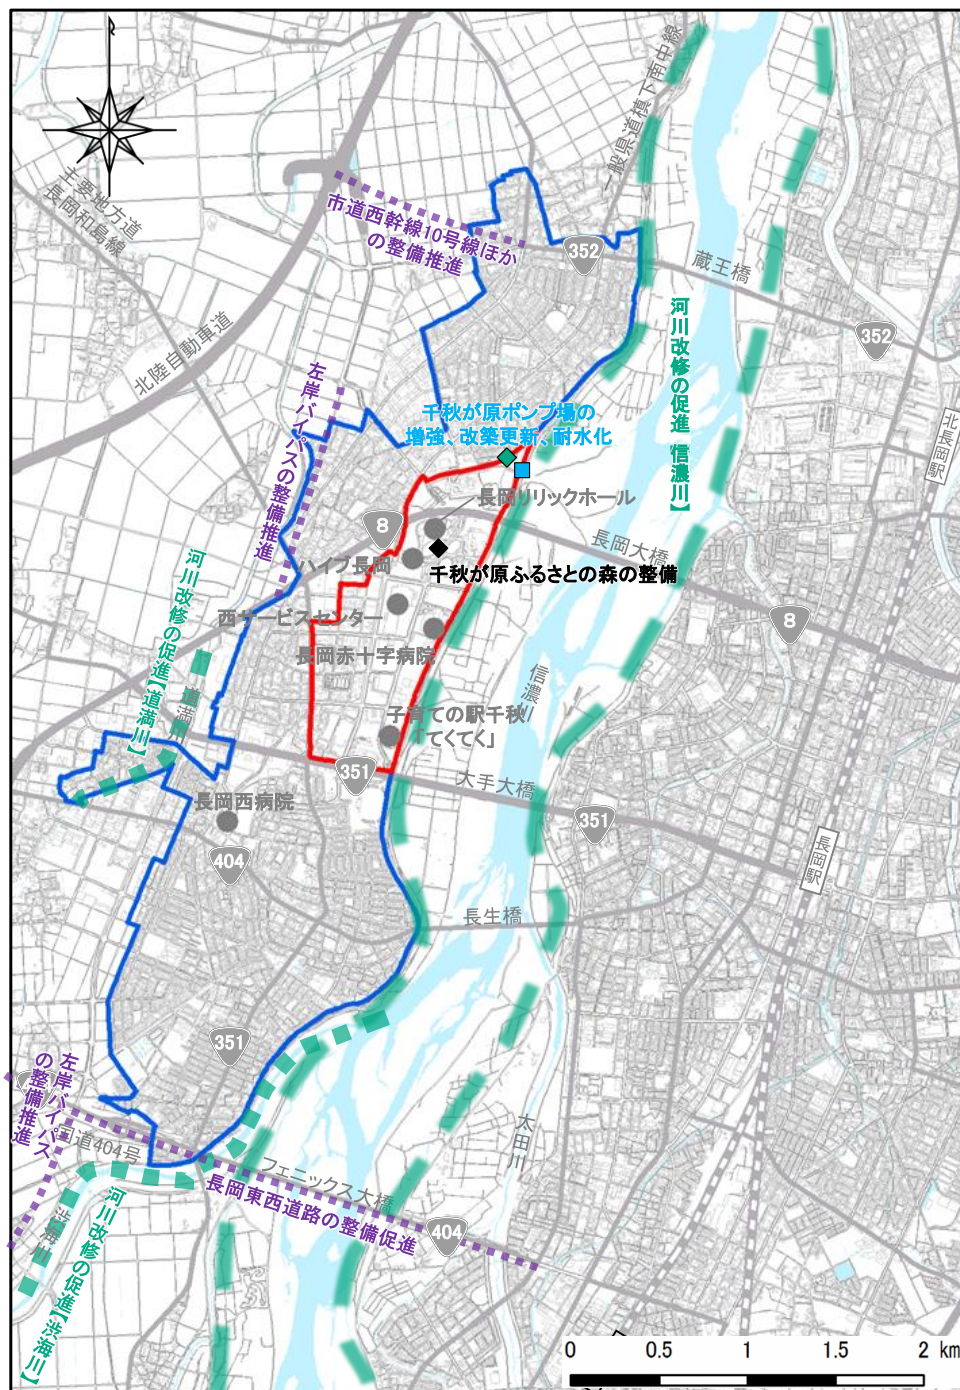 一般県道槙下南中線
主要地方道
長岡和島線
市道西幹線10号線ほか
の整備推進
352
蔵王橋
352
北陸自動車道
河川改修の促進【信濃川】
左岸バイパスの整備推進
千秋が原ポンプ場の
増強、改築更新、耐水化
北長岡駅
長岡リリックホール
8
長岡大橋
ハイブ長岡
千秋が原ふるさとの森の整備
西サービスセンター
8
河川改修の促進【道満川】
道満川
長岡赤十字病院
信濃川
子育ての駅千秋
「てくてく」
351
大手大橋
351
長岡西病院
長岡駅
404
長生橋
351
左岸バイパス
の整備推進
国道404号
太田川
フェニックス大橋
長岡東西道路の整備促進
404
渋海川
河川改修の促進【渋海川】
0 0.5 1 1.5 2 km